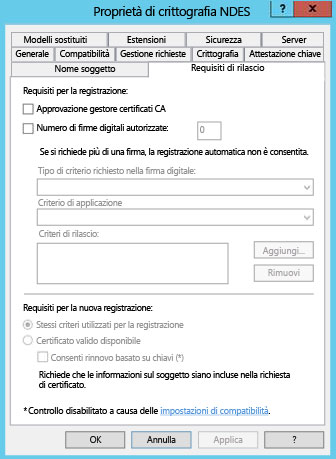 Proprietà di crittografia NDES
? x
Modelli sostituiti Estensioni Sicurezza Server
Generale Compatibilità Gestione richieste Crittografia Attestazione chiave
Nome soggetto Requisiti di rilascio
Requisiti per la registrazione:
Approvazione gestore certificati CA
Numero di firme digitali autorizzate: 0
Se si richiede più di una firma, la registrazione automatica non è consentita.
Tipo di criterio richiesto nella firma digitale:
Criterio di applicazione
Criteri di rilascio:
Aggiungi...
Rimuovi
Requisiti per la nuova registrazione:
Stessi criteri utilizzati per la registrazione
Certificato valido disponibile
Consenti rinnovo basato su chiavi (*)
Richiede che le informazioni sul soggetto siano incluse nella richiesta
di certificato.
*Controllo disabilitato a causa delle impostazioni di compatibilità.
OK Annulla Applica ?